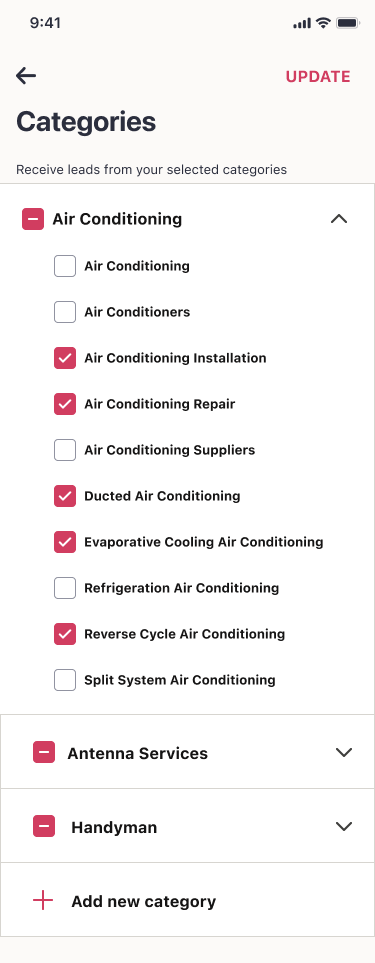 9:41
UPDATE
Categories
Receive leads from your selected categories
Air Conditioning
Air Conditioning
Air Conditioners
Air Conditioning Installation
Air Conditioning Repair
Air Conditioning Suppliers
Ducted Air Conditioning
Evaporative Cooling Air Conditioning
Refrigeration Air Conditioning
Reverse Cycle Air Conditioning
Split System Air Conditioning
Antenna Services
Handyman
Add new category